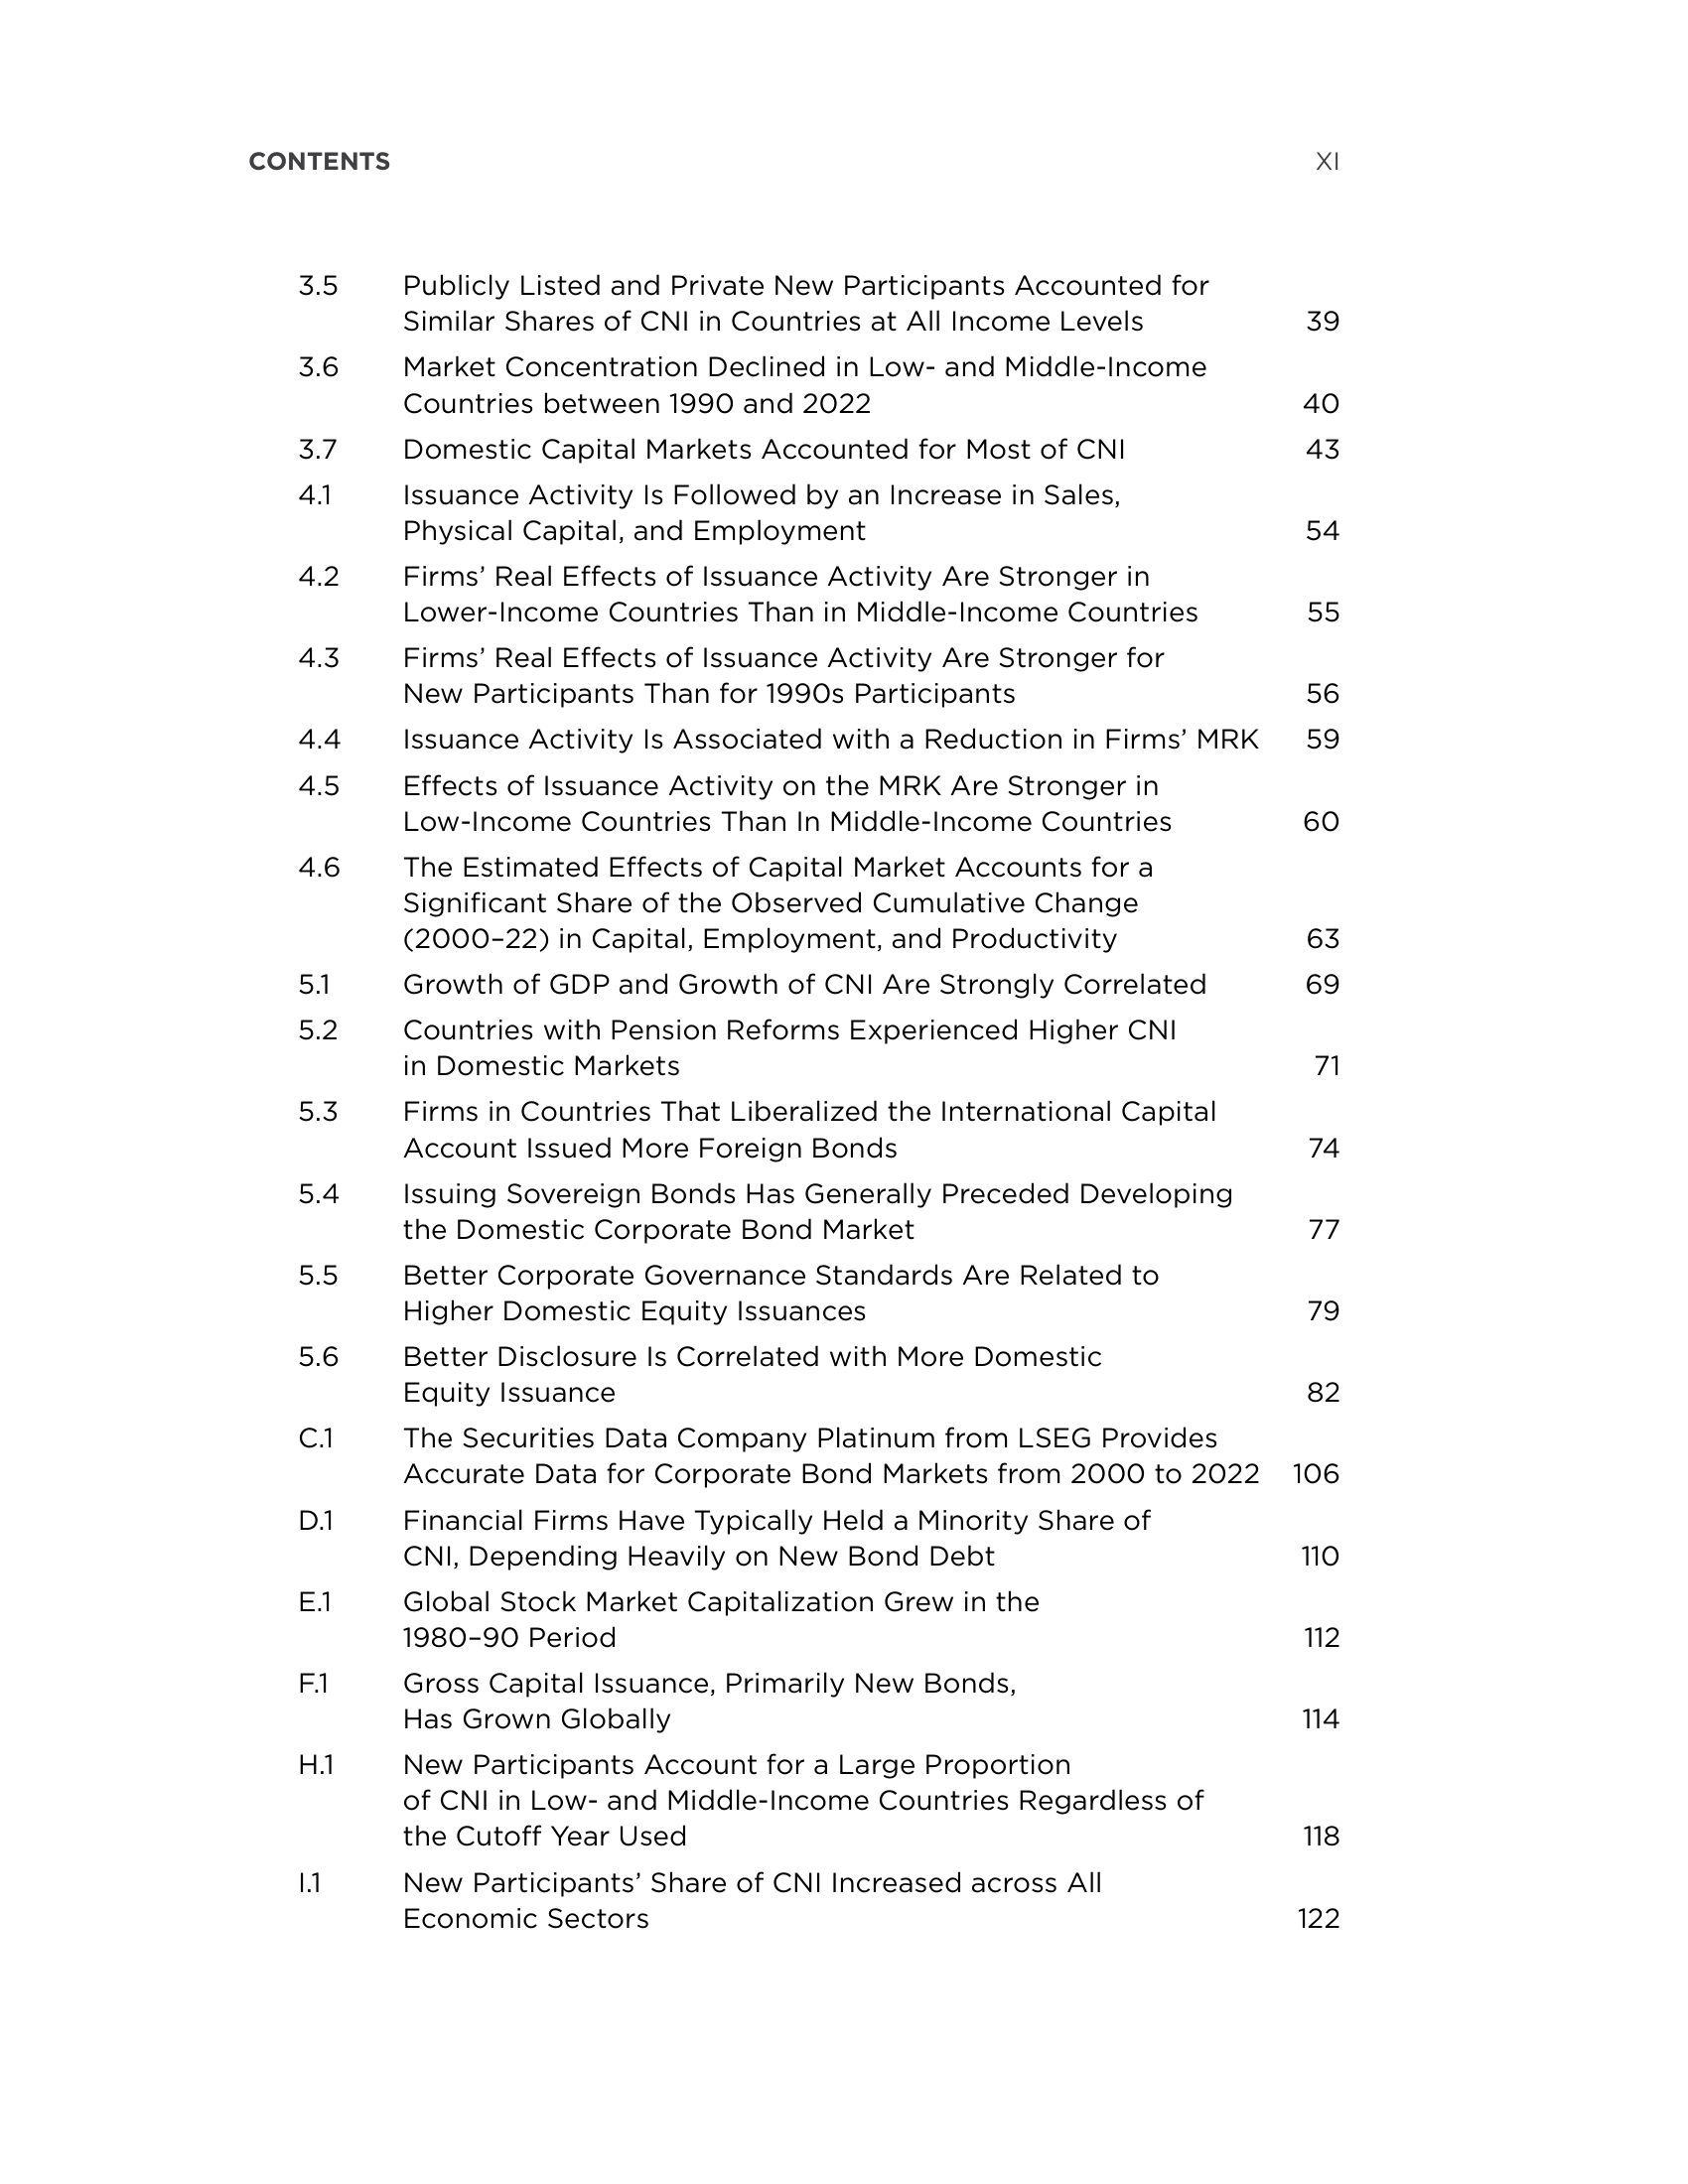 CONTENTS XI
3.5 Publicly Listed and Private New Participants Accounted for
Similar Shares of CNI in Countries at All Income Levels 39
3.6 Market Concentration Declined in Low- and Middle-Income
Countries between 1990 and 2022 40
3.7 Domestic Capital Markets Accounted for Most of CNI 43
4.1 Issuance Activity Is Followed by an Increase in Sales,
Physical Capital, and Employment 54
4.2 Firms’ Real Effects of Issuance Activity Are Stronger in
Lower-Income Countries Than in Middle-Income Countries 55
4.3 Firms’ Real Effects of Issuance Activity Are Stronger for
New Participants Than for 1990s Participants 56
4.4 Issuance Activity Is Associated with a Reduction in Firms’ MRK 59
4.5 Effects of Issuance Activity on the MRK Are Stronger in
Low-Income Countries Than In Middle-Income Countries 60
4.6 The Estimated Effects of Capital Market Accounts for a
Significant Share of the Observed Cumulative Change
(2000–22) in Capital, Employment, and Productivity 63
5.1 Growth of GDP and Growth of CNI Are Strongly Correlated 69
5.2 Countries with Pension Reforms Experienced Higher CNI
in Domestic Markets 71
5.3 Firms in Countries That Liberalized the International Capital
Account Issued More Foreign Bonds 74
5.4 Issuing Sovereign Bonds Has Generally Preceded Developing
the Domestic Corporate Bond Market 77
5.5 Better Corporate Governance Standards Are Related to
Higher Domestic Equity Issuances 79
5.6 Better Disclosure Is Correlated with More Domestic
Equity Issuance 82
C.1 The Securities Data Company Platinum from LSEG Provides
Accurate Data for Corporate Bond Markets from 2000 to 2022 106
D.1 Financial Firms Have Typically Held a Minority Share of
CNI, Depending Heavily on New Bond Debt 110
E.1 Global Stock Market Capitalization Grew in the
1980–90 Period 112
F.1 Gross Capital Issuance, Primarily New Bonds,
Has Grown Globally 114
H.1 New Participants Account for a Large Proportion
of CNI in Low- and Middle-Income Countries Regardless of
the Cutoff Year Used 118
I.1 New Participants’ Share of CNI Increased across All
Economic Sectors 122